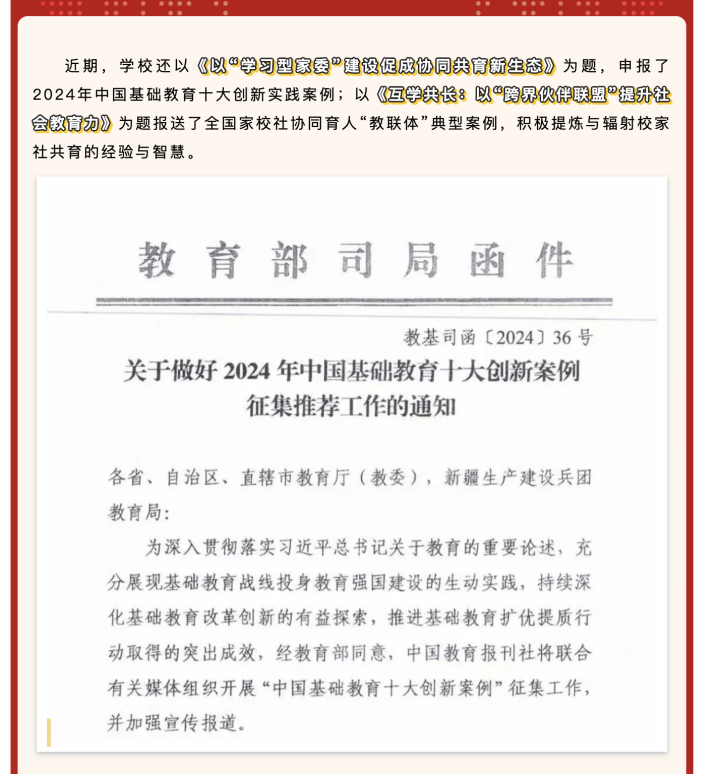 近期，学校还以《以“学习型家委”建设促成协同共育新生态》为题，申报了
2024年中国基础教育十大创新实践案例；以《互学共长：以“跨界伙伴联盟”提升社
会教育力》为题报送了全国家校社协同育人“教联体”典型案例，积极提炼与辐射校家
社共育的经验与智慧。
教育部司局函件
教基司函〔2024〕36号
关于做好2024年中国基础教育十大创新案例
征集推荐工作的通知
各省、自治区、直辖市教育厅（教委），新疆生产建设兵团
教育局：
为深入贯彻落实习近平总书记关于教育的重要论述，充
分展现基础教育战线投身教育强国建设的生动实践，持续深
化基础教育改革创新的有益探索，推进基础教育扩优提质行
动取得的突出成效，经教育部同意，中国教育报刊社将联合
有关媒体组织开展“中国基础教育十大创新案例”征集工作，
并加强宣传报道。